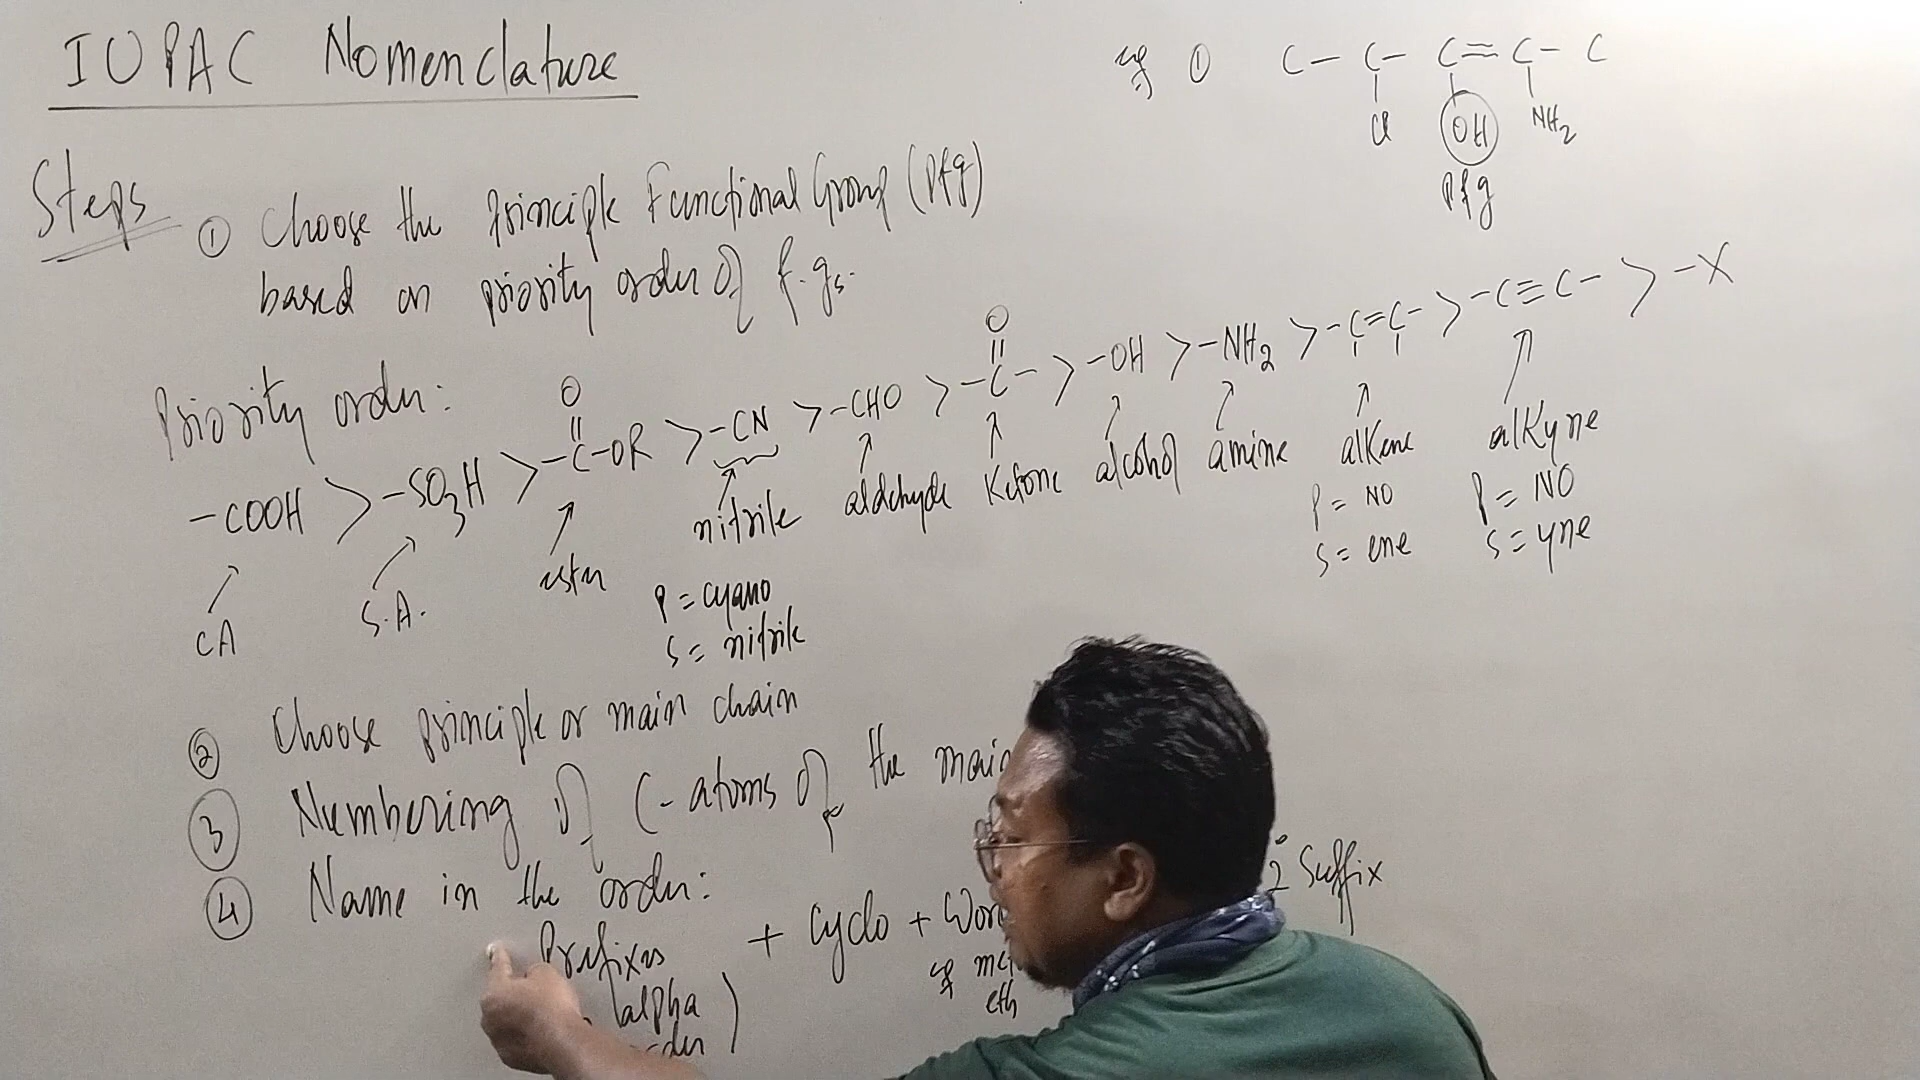 IUPAC Nomenclature
eg ① C - C - C = C - C
Cl OH NH2
Pfg
Steps ① Choose the Principle Functional Group (Pfg)
based on priority order of f.gs.
Priority order:
-COOH > -SO3H > -C-OR > -CN > -CHO > -C- > -OH > -NH2 > -C=C- > -C≡C- > -X
O O
CA S.A. ester nitrile aldehyde Ketone alcohol amine alkene alkyne
P = cyano P = NO P = NO
S = nitrile S = ene S = yne
② Choose principle or main chain
③ Numbering of C-atoms of the main
④ Name in the order:
Prefixes + Cyclo + 2° Suffix
(alpha
order)
eg
eth